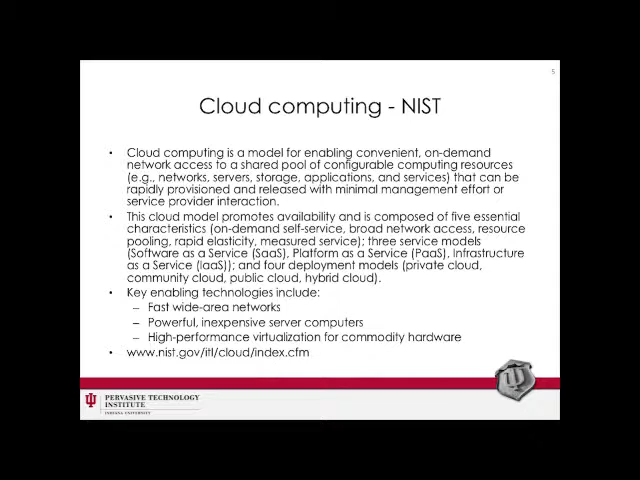 5
Cloud computing - NIST
• Cloud computing is a model for enabling convenient, on-demand
network access to a shared pool of configurable computing resources
(e.g., networks, servers, storage, applications, and services) that can be
rapidly provisioned and released with minimal management effort or
service provider interaction.
• This cloud model promotes availability and is composed of five essential
characteristics (on-demand self-service, broad network access, resource
pooling, rapid elasticity, measured service); three service models
(Software as a Service (SaaS), Platform as a Service (PaaS), Infrastructure
as a Service (IaaS)); and four deployment models (private cloud,
community cloud, public cloud, hybrid cloud).
• Key enabling technologies include:
– Fast wide-area networks
– Powerful, inexpensive server computers
– High-performance virtualization for commodity hardware
• www.nist.gov/itl/cloud/index.cfm
PERVASIVE TECHNOLOGY
INSTITUTE
INDIANA UNIVERSITY